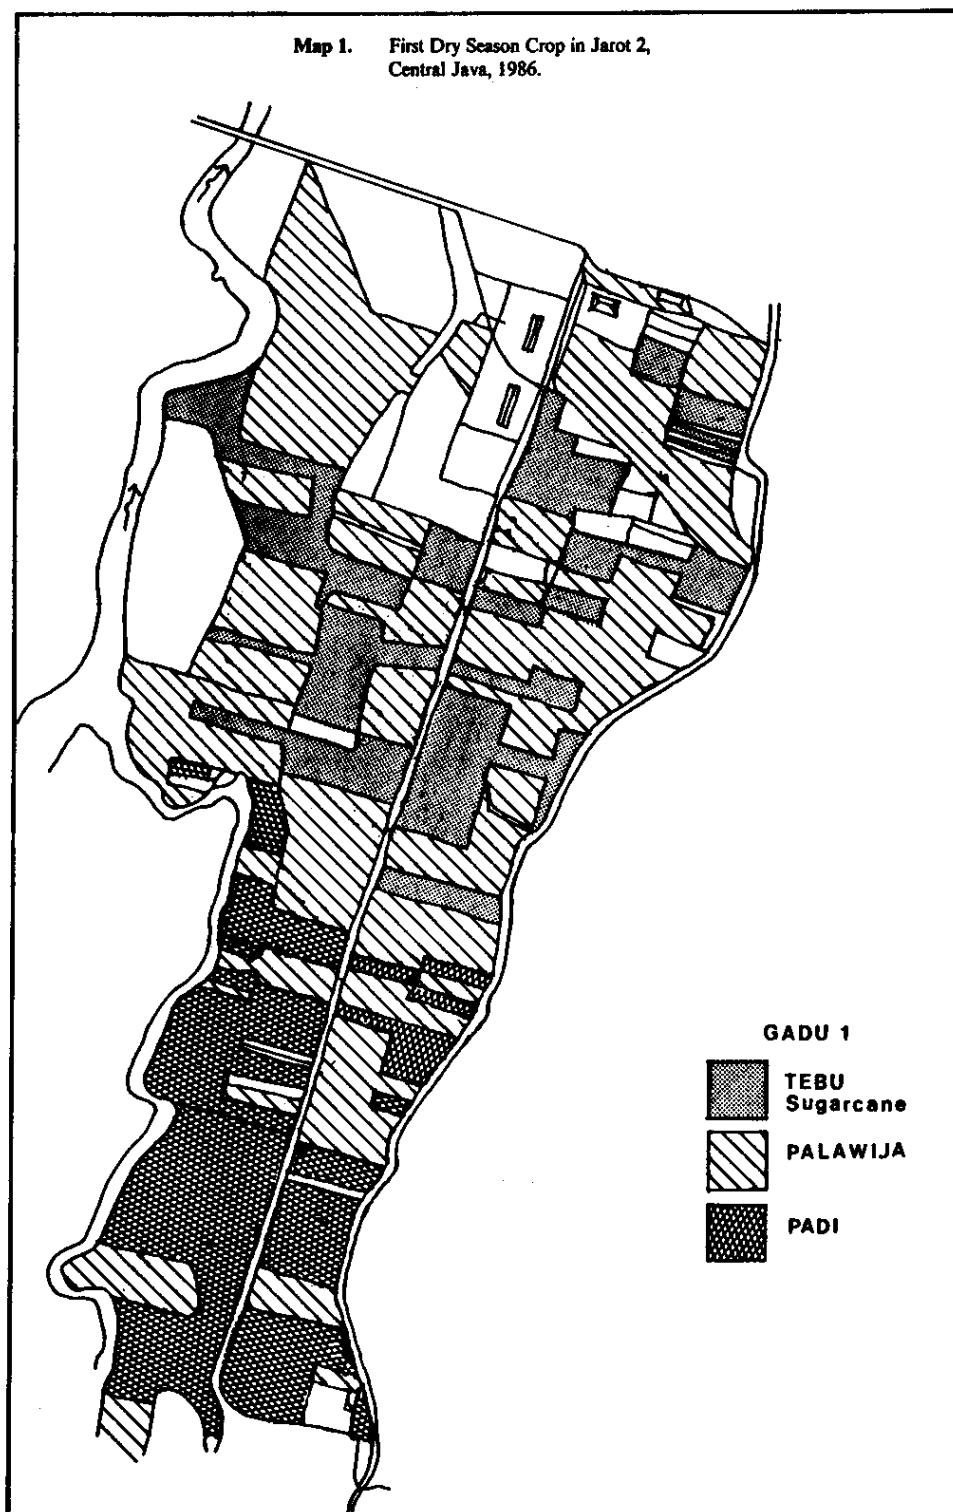 Map 1. First Dry Season Crop in Jarot 2,
Central Java, 1986.
GADU 1
TEBU
Sugarcane
PALAWIJA
PADI